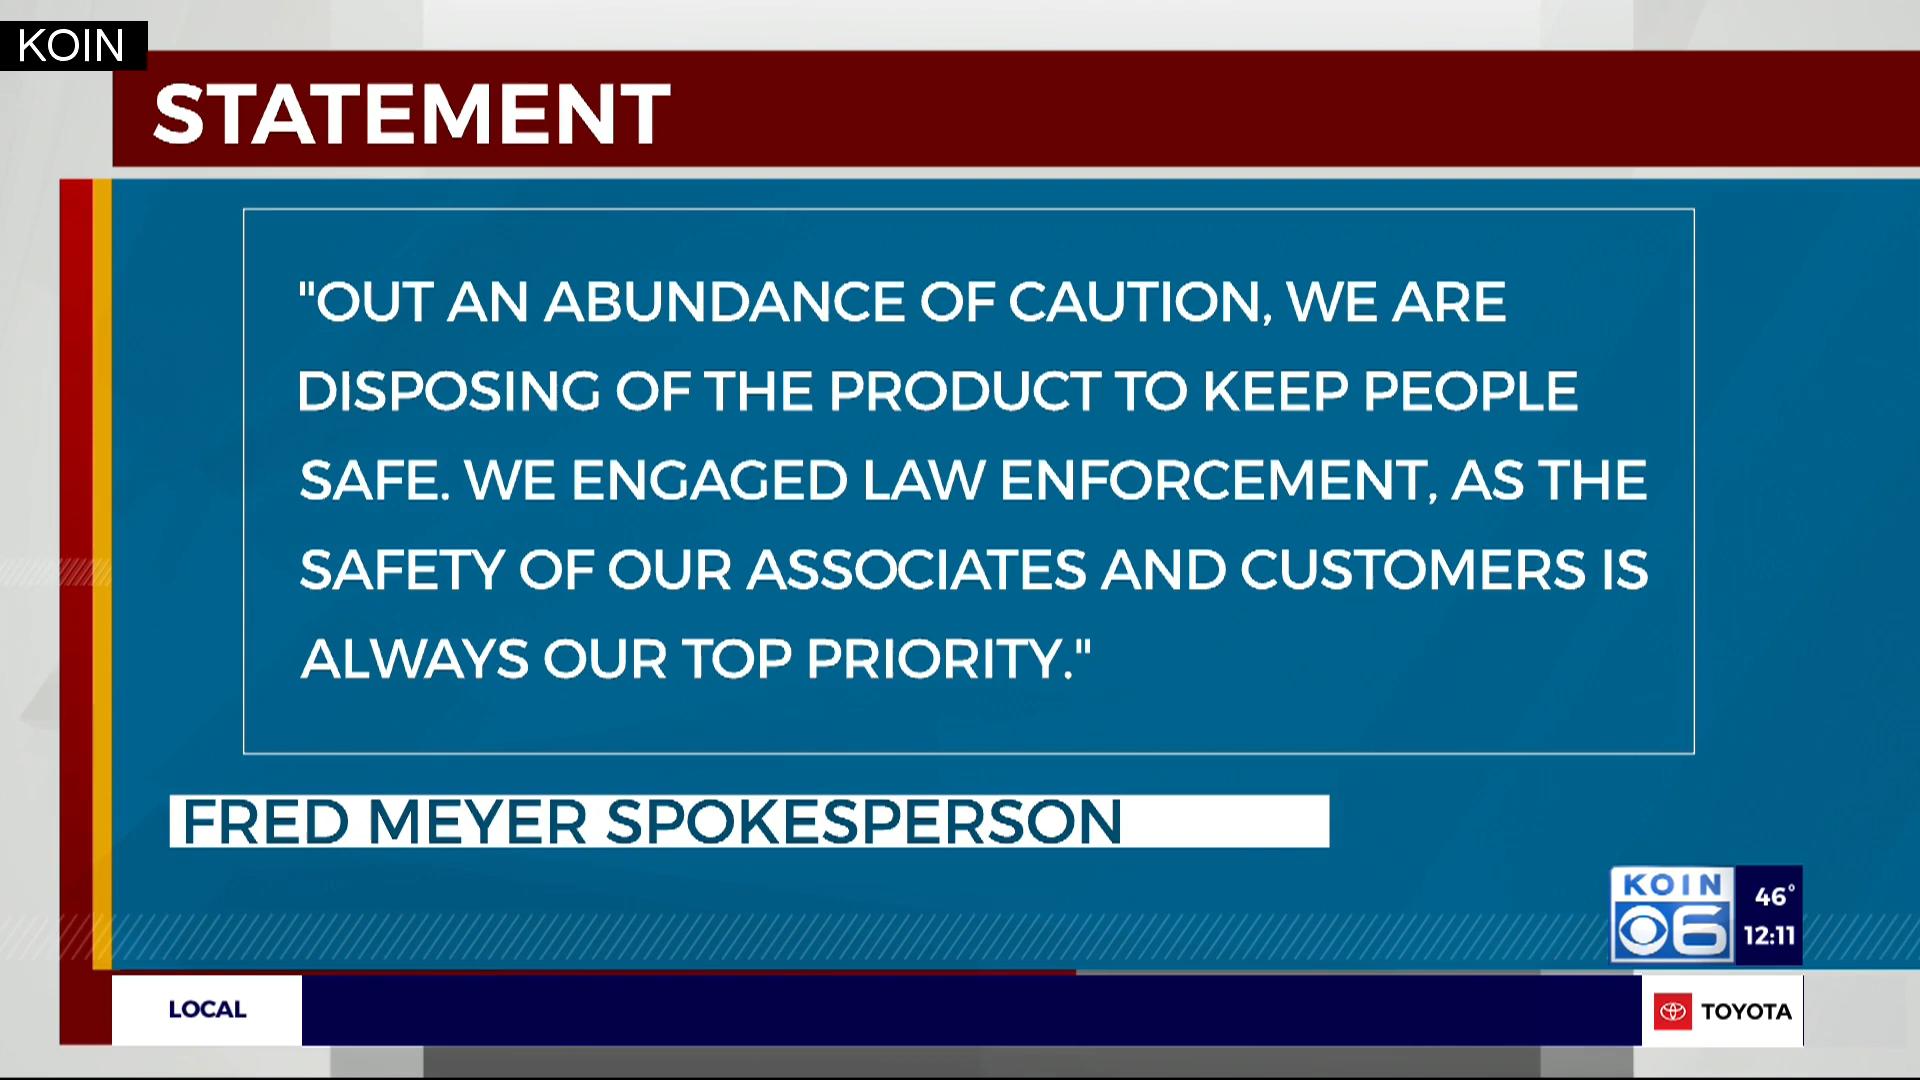 KOIN
STATEMENT
"OUT AN ABUNDANCE OF CAUTION, WE ARE
DISPOSING OF THE PRODUCT TO KEEP PEOPLE
SAFE. WE ENGAGED LAW ENFORCEMENT, AS THE
SAFETY OF OUR ASSOCIATES AND CUSTOMERS IS
ALWAYS OUR TOP PRIORITY."
FRED MEYER SPOKESPERSON
KOIN
6
46°
12:11
LOCAL
TOYOTA